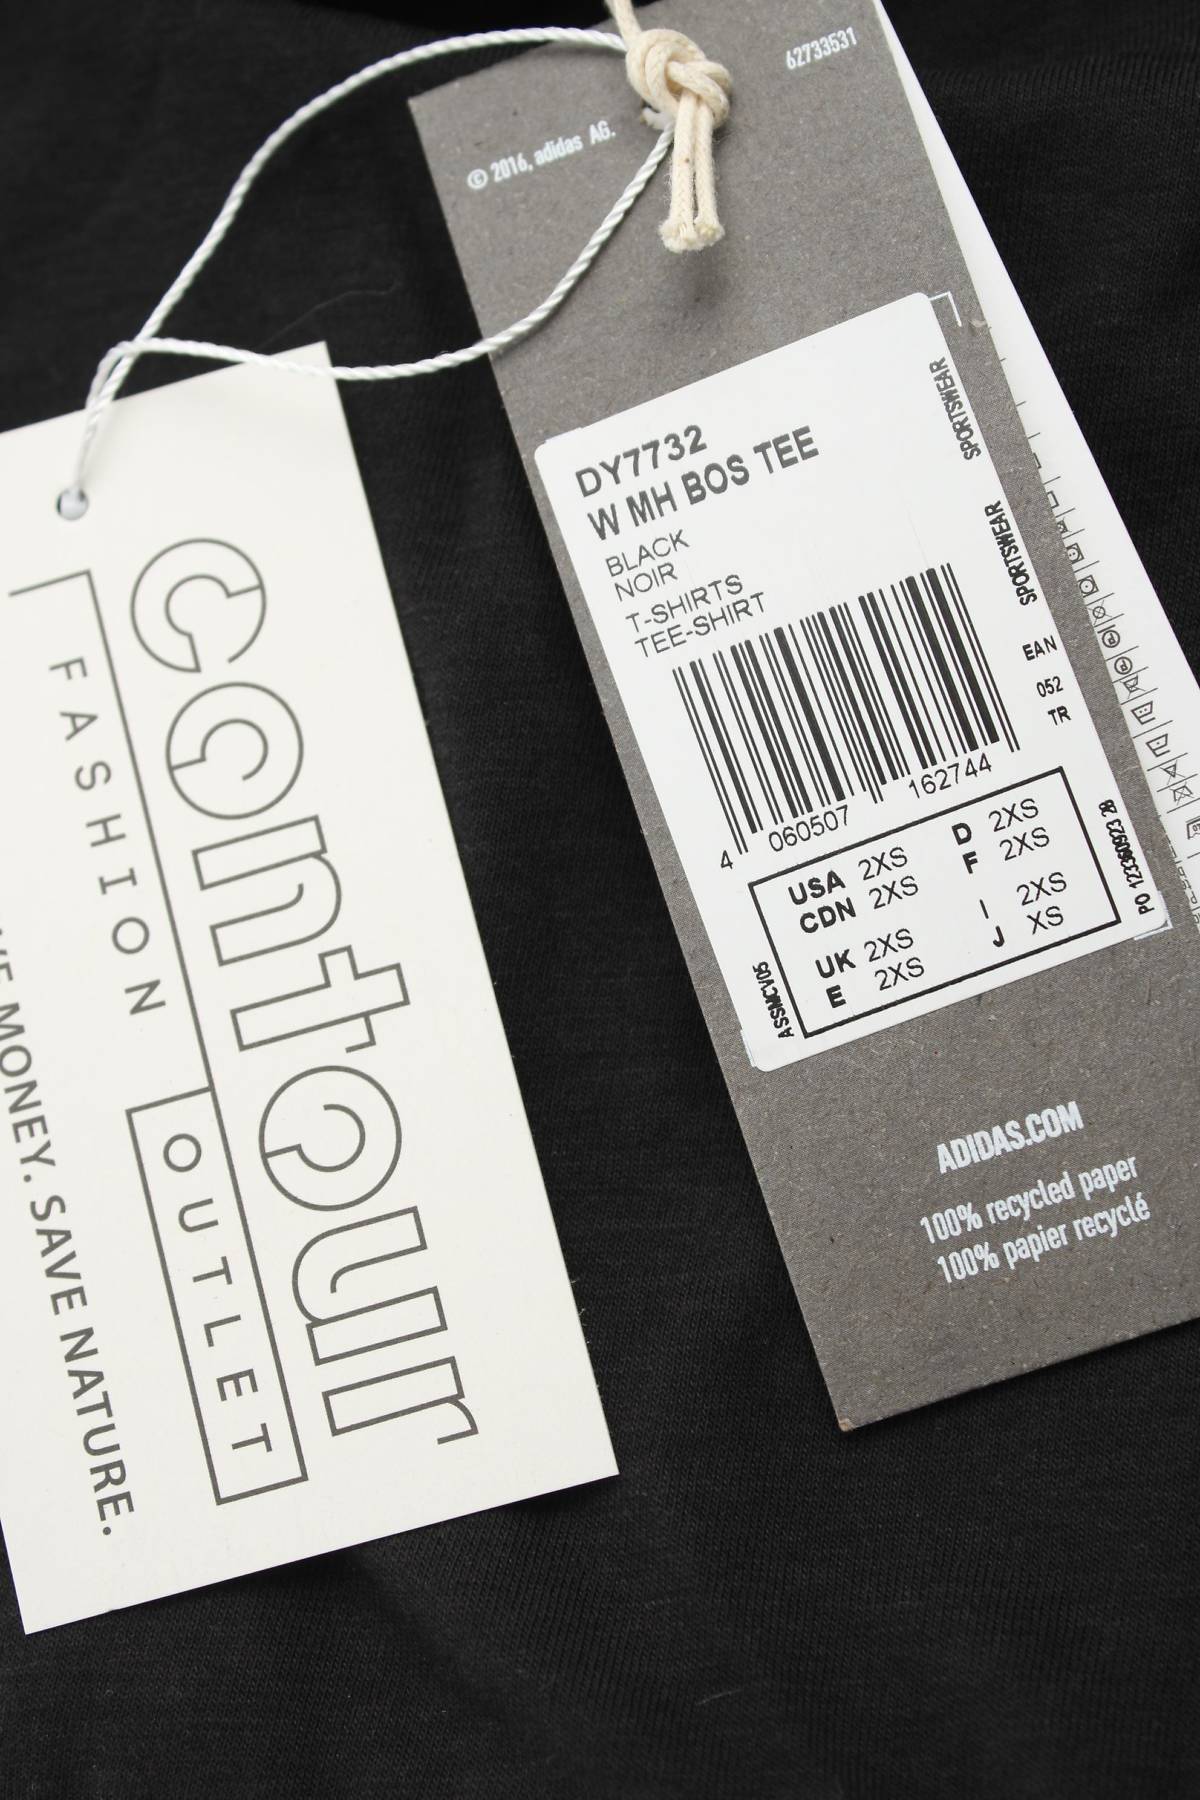 62733531
© 2016, adidas AG.
DY7732
W MH BOS TEE
BLACK
NOIR
T-SHIRTS
TEE-SHIRT
SPORTSWEAR
SPORTSWEAR
EAN
052
TR
4 060507 162744
USA 2XS D 2XS
CDN 2XS F 2XS
UK 2XS I 2XS
E 2XS J XS
ADIDAS.COM
100% recycled paper
100% papier recyclé
contour
FASHION OUTLET
MONEY. SAVE NATURE.